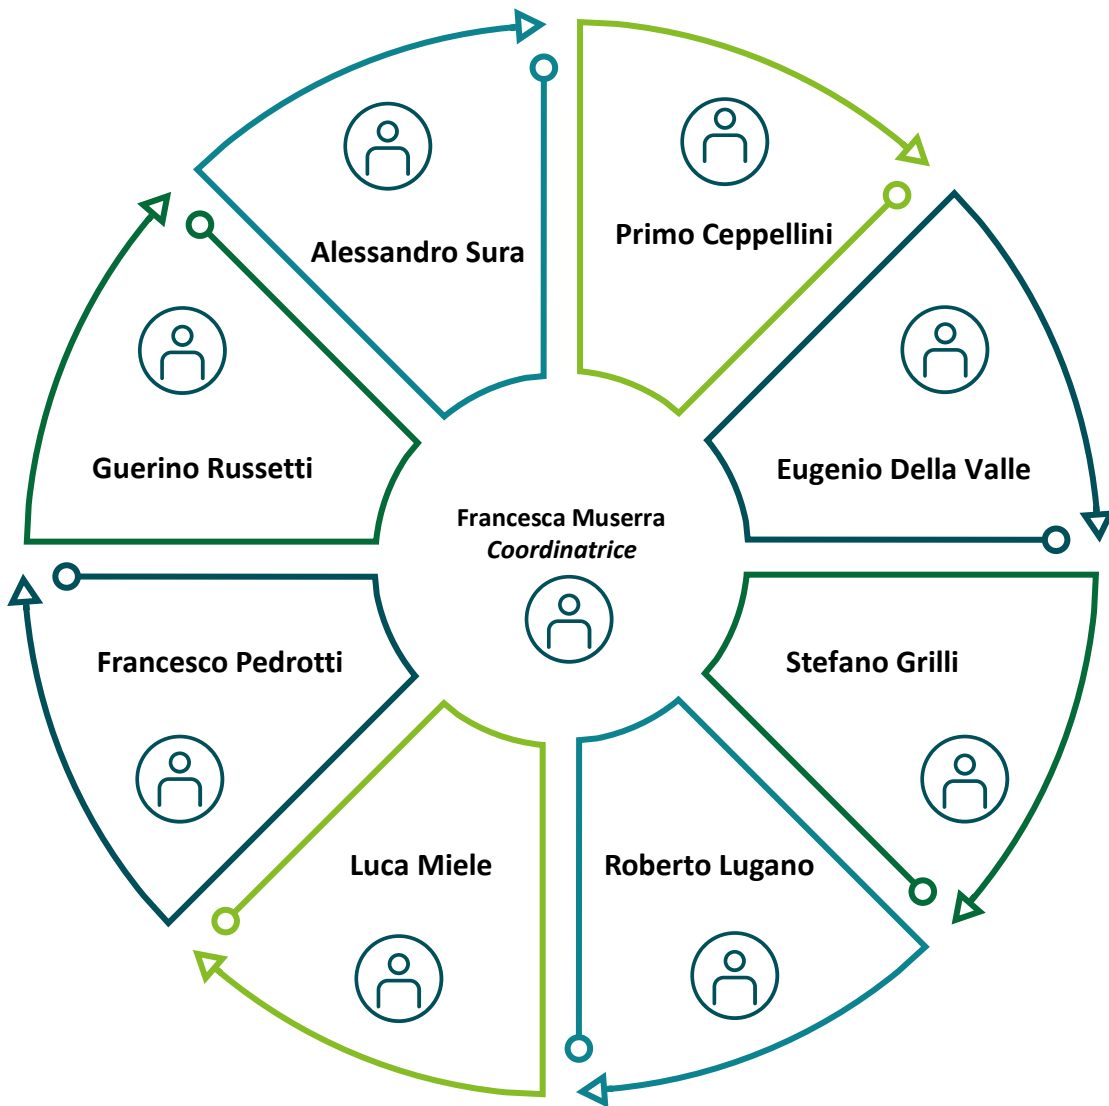 Alessandro Sura
Primo Ceppellini
Guerino Russetti
Eugenio Della Valle
Francesca Muserra
Coordinatrice
Francesco Pedrotti
Stefano Grilli
Luca Miele
Roberto Lugano